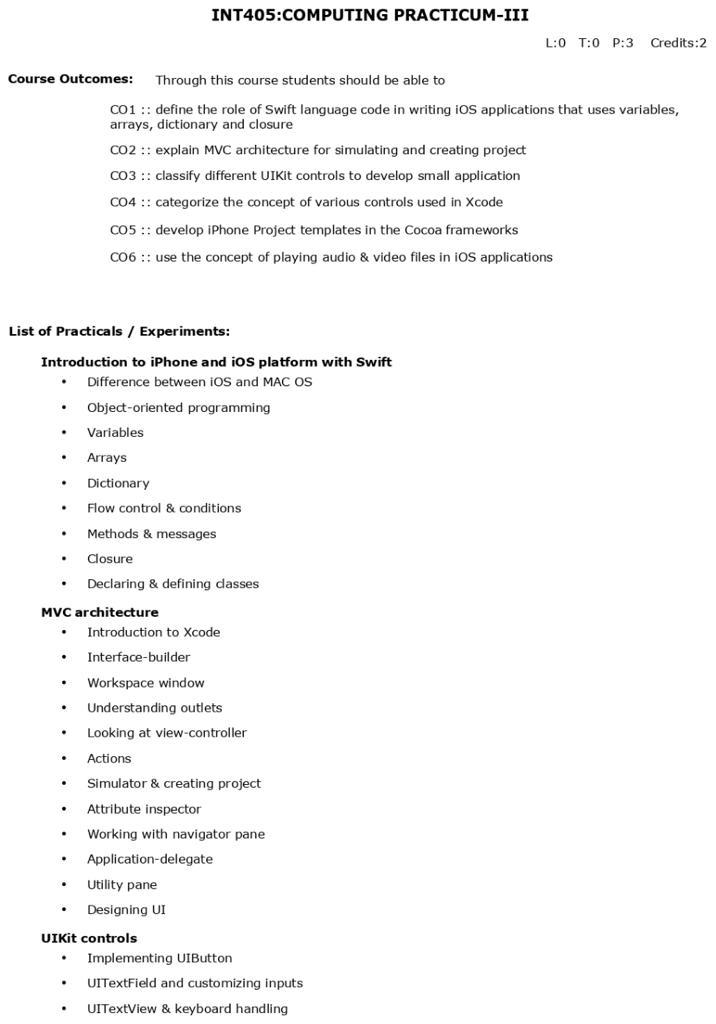 INT405:COMPUTING PRACTICUM-III
L:0 T:0 P:3 Credits:2
Course Outcomes: Through this course students should be able to
CO1 :: define the role of Swift language code in writing iOS applications that uses variables,
arrays, dictionary and closure
CO2 :: explain MVC architecture for simulating and creating project
CO3 :: classify different UIKit controls to develop small application
CO4 :: categorize the concept of various controls used in Xcode
CO5 :: develop iPhone Project templates in the Cocoa frameworks
CO6 :: use the concept of playing audio & video files in iOS applications
List of Practicals / Experiments:
Introduction to iPhone and iOS platform with Swift
• Difference between iOS and MAC OS
• Object-oriented programming
• Variables
• Arrays
• Dictionary
• Flow control & conditions
• Methods & messages
• Closure
• Declaring & defining classes
MVC architecture
• Introduction to Xcode
• Interface-builder
• Workspace window
• Understanding outlets
• Looking at view-controller
• Actions
• Simulator & creating project
• Attribute inspector
• Working with navigator pane
• Application-delegate
• Utility pane
• Designing UI
UIKit controls
• Implementing UIButton
• UITextField and customizing inputs
• UITextView & keyboard handling